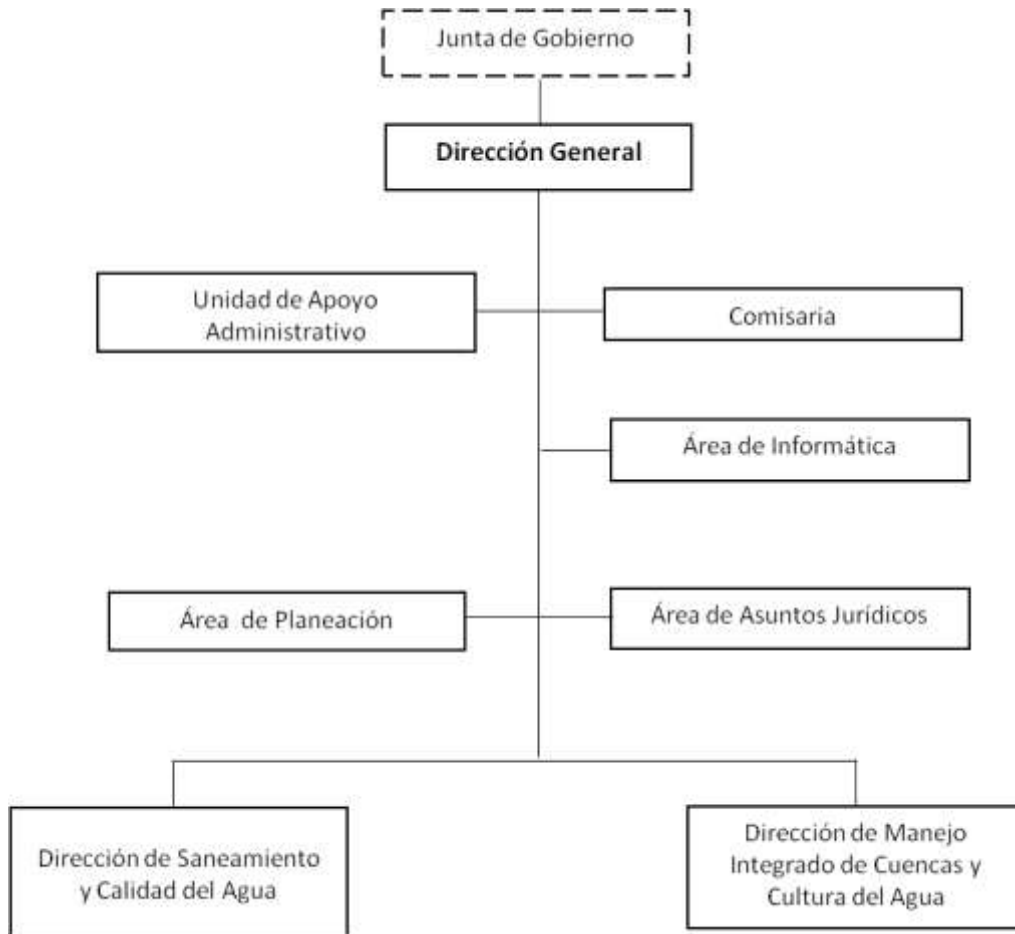 Junta de Gobierno
Dirección General
Unidad de Apoyo
Administrativo
Comisaria
Área de Informática
Área de Planeación
Área de Asuntos Jurídicos
Dirección de Saneamiento
y Calidad del Agua
Dirección de Manejo
Integrado de Cuencas y
Cultura del Agua